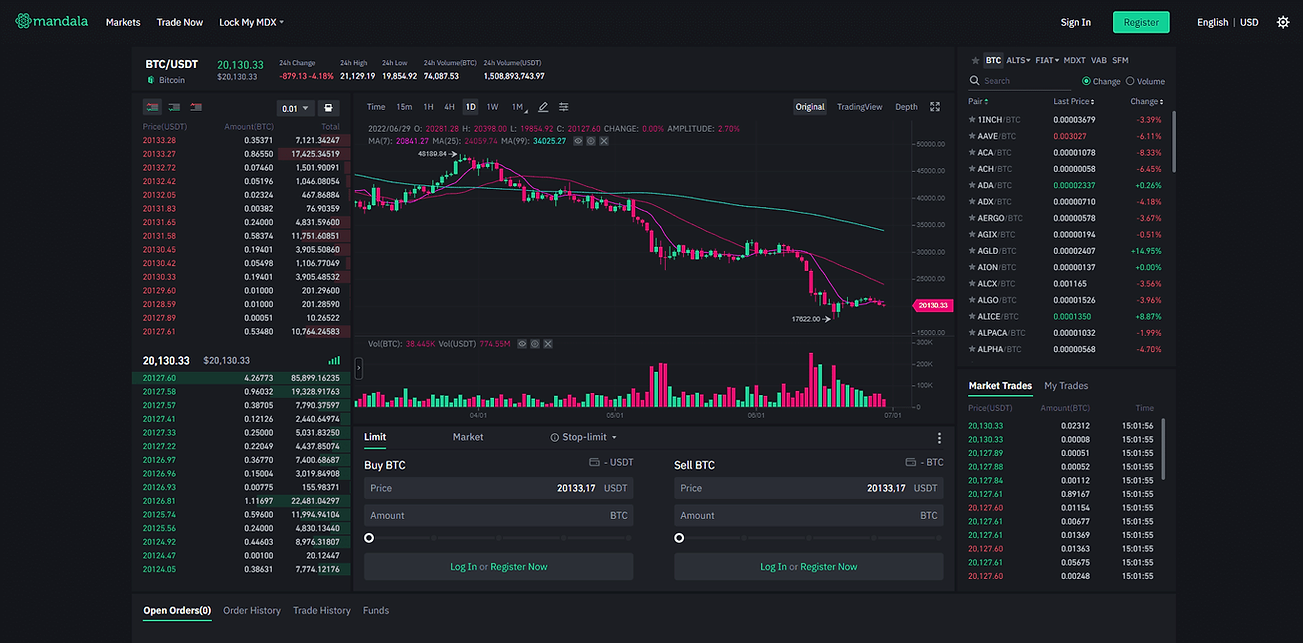 mandala Markets Trade Now Lock My MDX Sign In Register English | USD
BTC/USDT 20,130.33 24h Change 24h High 24h Low 24h Volume(BTC) 24h Volume(USDT)
Bitcoin $20,130.33 -879.13 -4.18% 21,129.19 19,854.92 74,087.53 1,508,893,743.97
0.01
Price(USDT) Amount(BTC) Total
20133.28 0.35371 7,121.34247
20133.27 0.86550 17,425.34519
20132.72 0.07460 1,501.90091
20132.42 0.05196 1,046.08054
20132.05 0.02324 467.86884
20131.83 0.00382 76.90359
20131.65 0.24000 4,831.59600
20131.58 0.58374 11,751.60851
20130.45 0.19401 3,905.50860
20130.42 0.05498 1,106.77049
20130.33 0.19401 3,905.48532
20129.60 0.01000 201.29600
20128.59 0.01000 201.28590
20127.89 0.00051 10.26522
20127.61 0.53480 10,764.24583
20,130.33 $20,130.33
20127.60 4.26773 85,899.16235
20127.58 0.96032 19,328.91763
20127.57 0.38705 7,790.37597
20127.41 0.12126 2,440.64974
20127.33 0.25000 5,031.83250
20127.22 0.22049 4,437.85074
20126.97 0.36770 7,400.68687
20126.96 0.15004 3,019.84908
20126.93 0.00775 155.98371
20126.81 1.11697 22,481.04297
20125.74 0.59600 11,994.94104
20125.56 0.24000 4,830.13440
20124.92 0.44603 8,976.31807
20124.47 0.00100 20.12447
20124.05 0.38631 7,774.12176
Time 15m 1H 4H 1D 1W 1M Original TradingView Depth
2022/06/29 O: 20281.28 H: 20398.00 L: 19854.92 C: 20127.60 CHANGE: 0.00% AMPLITUDE: 2.70%
MA(7): 20841.27 MA(25): 24059.74 MA(99): 34025.27
48189.84
17622.00
50000.00
45000.00
40000.00
35000.00
30000.00
25000.00
20130.33
15000.00
Vol(BTC): 38.445K Vol(USDT) 774.55M
300K
200K
100K
0
04/01 05/01 06/01 07/01
Limit Market Stop-limit
Buy BTC - USDT
Price 20133,17 USDT
Amount BTC
Log In or Register Now
Sell BTC - BTC
Price 20133,17 USDT
Amount BTC
Log In or Register Now
BTC ALTS FIAT MDXT VAB SFM
Search Change Volume
Pair Last Price Change
1INCH/BTC 0.00003679 -3.39%
AAVE/BTC 0.003027 -6.11%
ACA/BTC 0.00001078 -8.33%
ACH/BTC 0.00000058 -6.45%
ADA/BTC 0.00002337 +0.26%
ADX/BTC 0.00000710 -4.18%
AERGO/BTC 0.00000578 -3.67%
AGIX/BTC 0.00000194 -0.51%
AGLD/BTC 0.00002407 +14.95%
AION/BTC 0.00000137 +0.00%
ALCX/BTC 0.001165 -3.56%
ALGO/BTC 0.00001526 -3.96%
ALICE/BTC 0.0001350 +8.87%
ALPACA/BTC 0.00001032 -1.99%
ALPHA/BTC 0.00000568 -4.70%
Market Trades My Trades
Price(USDT) Amount(BTC) Time
20,130.33 0.02312 15:01:56
20,130.33 0.00008 15:01:55
20,127.89 0.00051 15:01:55
20,127.88 0.00052 15:01:55
20,127.84 0.00112 15:01:55
20,127.61 0.89167 15:01:55
20,127.60 0.01154 15:01:55
20,127.61 0.00677 15:01:55
20,127.61 0.01369 15:01:55
20,127.60 0.01363 15:01:55
20,127.61 0.05675 15:01:55
20,127.60 0.00248 15:01:55
Open Orders(0) Order History Trade History Funds